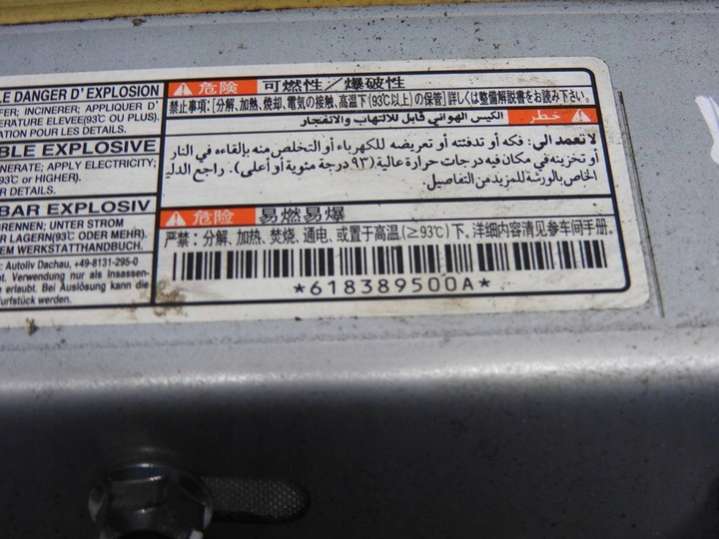 LE DANGER D'EXPLOSION
FER; INCINERER; APPLIQUER D'
ERATURE ELEVEE(93°C OU PLUS).
ATION POUR LES DETAILS.
BLE EXPLOSIVE
NERATE; APPLY ELECTRICITY;
93°C or HIGHER).
R DETAILS.
BAR EXPLOSIV
BRENNEN; UNTER STROM
LAGERN(93°C ODER MEHR).
EM WERKSTATTHANDBUCH.
: Autoliv Dachau, +49-8131-295-0
t. Verwendung nur als Insassen-
e erlaubt. Bei Auslösung kann die
urfstück werden.
危険 可燃性／爆破性
禁止事項:[分解、加熱、焼却、電気の接触、高温下(93℃以上)の保管]詳しくは整備解説書をお読み下さい。
خطر الكيس الهوائي قابل للالتهاب والانفجار
لا تعمد الى: فكه أو تدفئته أو تعريضه للكهرباء أو التخلص منه بإلقاءه في النار
أو تخزينه في مكان فيه درجات حرارة عالية (٩٣ درجة مئوية أو أعلى). راجع الدليل
الخاص بالورشة للمزيد من التفاصيل.
危险 易燃易爆
严禁：分解、加热、焚烧、通电、或置于高温(≥93℃)下。详细内容请见参车间手册.
*618389500A*